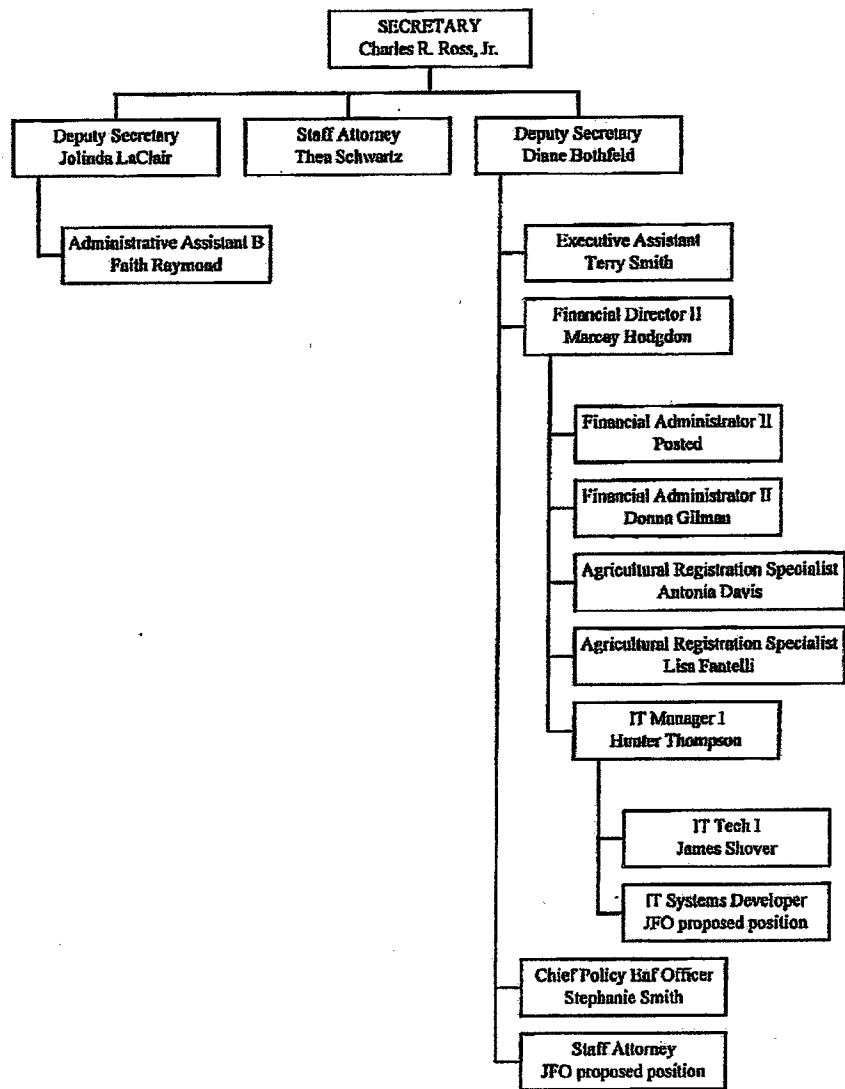 SECRETARY
Charles R. Ross, Jr.
Deputy Secretary
Jolinda LaClair
Staff Attorney
Thea Schwartz
Deputy Secretary
Diane Bothfeld
Administrative Assistant B
Faith Raymond
Executive Assistant
Terry Smith
Financial Director II
Marcey Hodgdon
Financial Administrator II
Posted
Financial Administrator II
Donna Gilman
Agricultural Registration Specialist
Antonia Davis
Agricultural Registration Specialist
Lisa Fantelli
IT Manager I
Hunter Thompson
IT Tech I
James Shover
IT Systems Developer
JFO proposed position
Chief Policy Enf Officer
Stephanie Smith
Staff Attorney
JFO proposed position